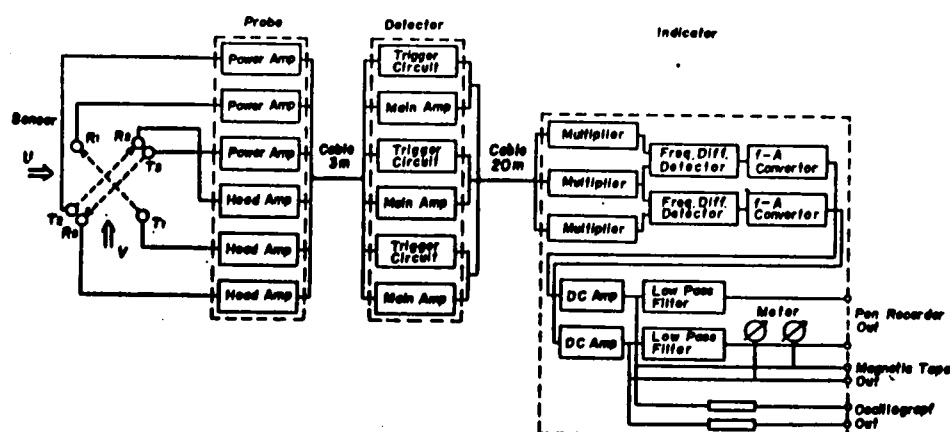 Probe
Detector
Indicator
Power Amp
Power Amp
Power Amp
Head Amp
Head Amp
Head Amp
Sensor
U
V
R1
R2
T3
T2
R3
T1
Cable
3m
Trigger
Circuit
Main Amp
Trigger
Circuit
Main Amp
Trigger
Circuit
Main Amp
Cable
20m
Multiplier
Multiplier
Multiplier
Freq. Diff.
Detector
Freq. Diff.
Detector
f-A
Convertor
f-A
Convertor
DC Amp
DC Amp
Low Pass
Filter
Low Pass
Filter
Meter
Pen Recorder
Out
Magnetic Tape
Out
Oscillograf
Out